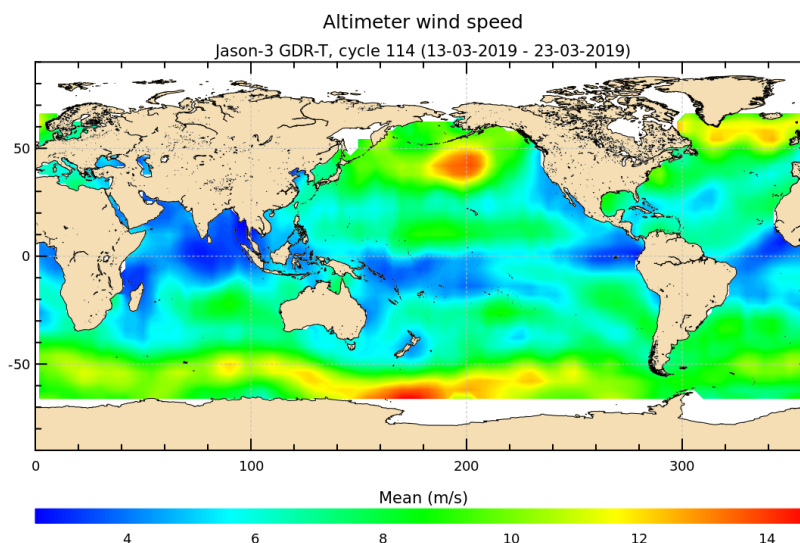 Altimeter wind speed
Jason-3 GDR-T, cycle 114 (13-03-2019 - 23-03-2019)
50
0
-50
0 100 200 300
Mean (m/s)
4 6 8 10 12 14